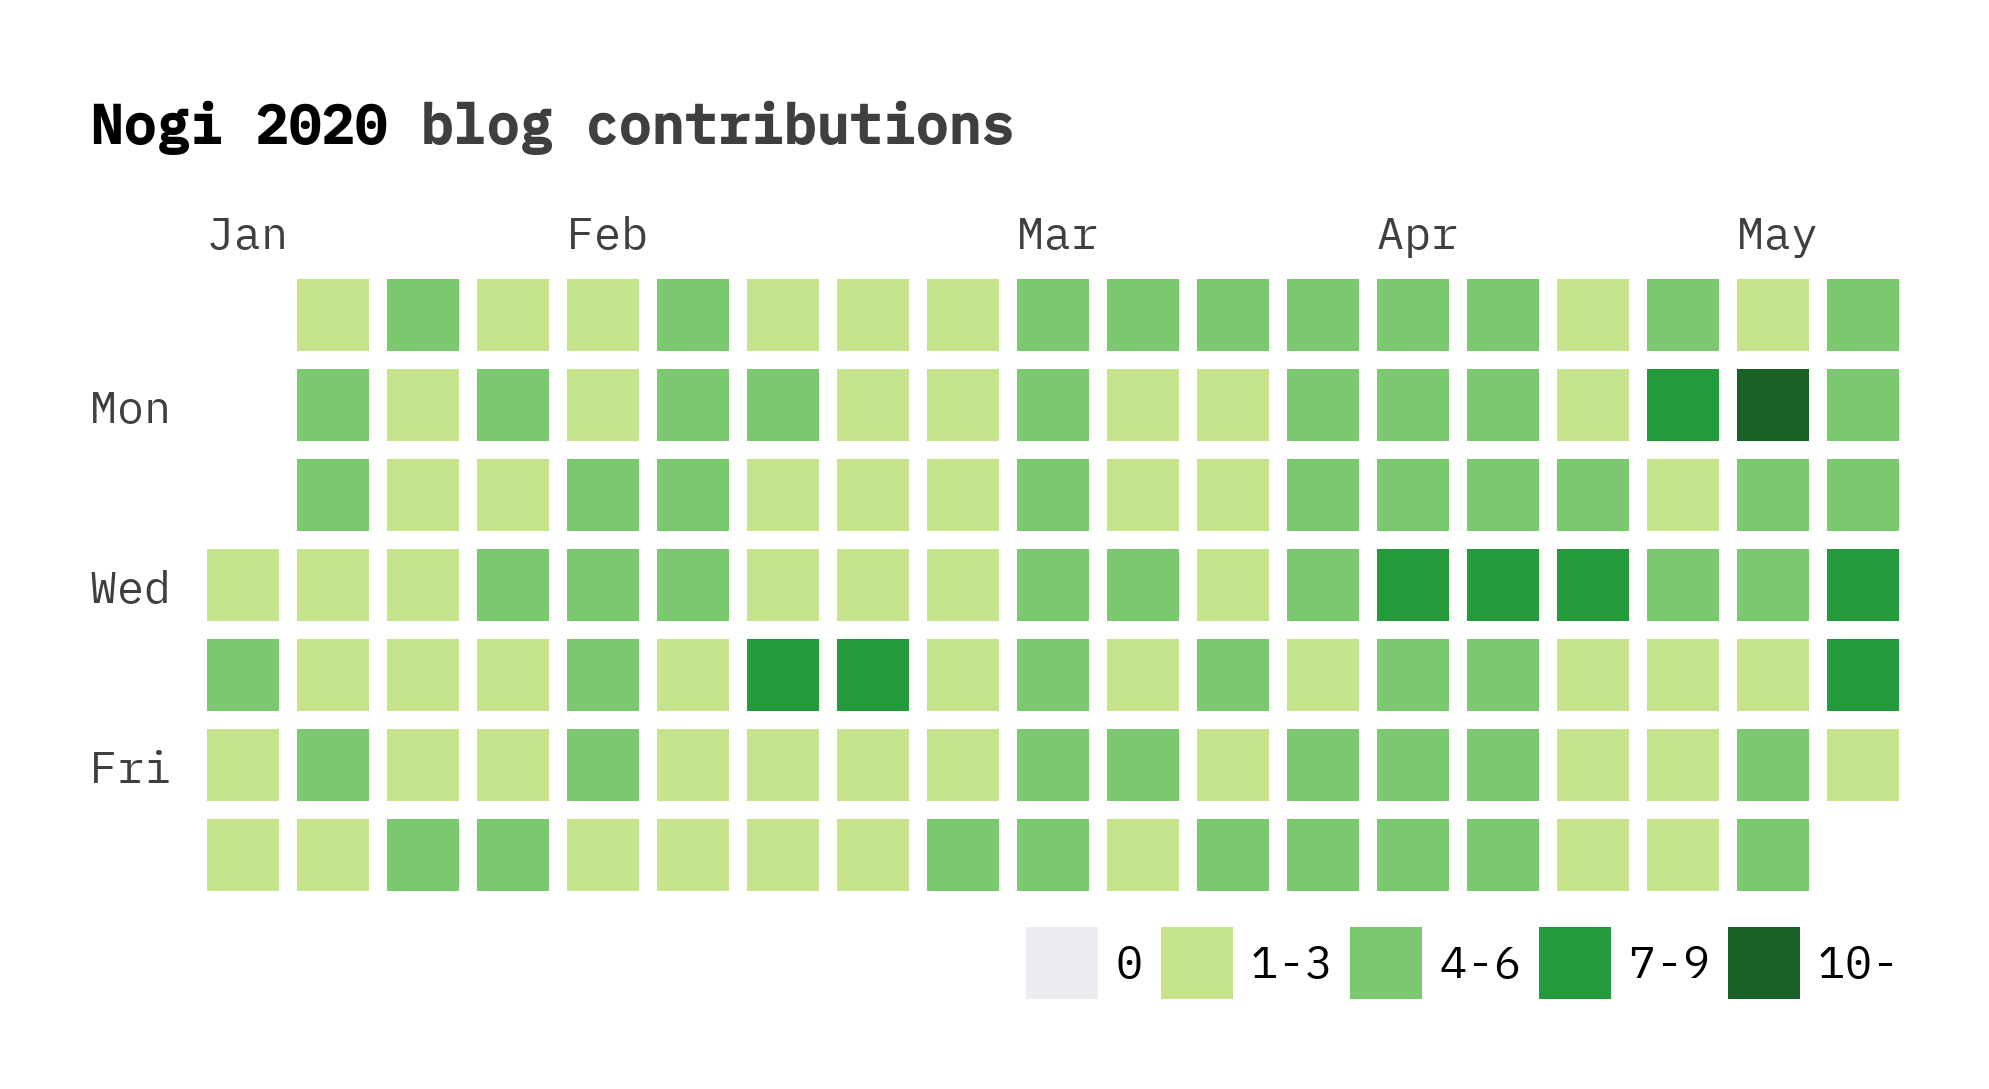 Nogi 2020 blog contributions
Jan Feb Mar Apr May
Mon
Wed
Fri
0 1-3 4-6 7-9 10-